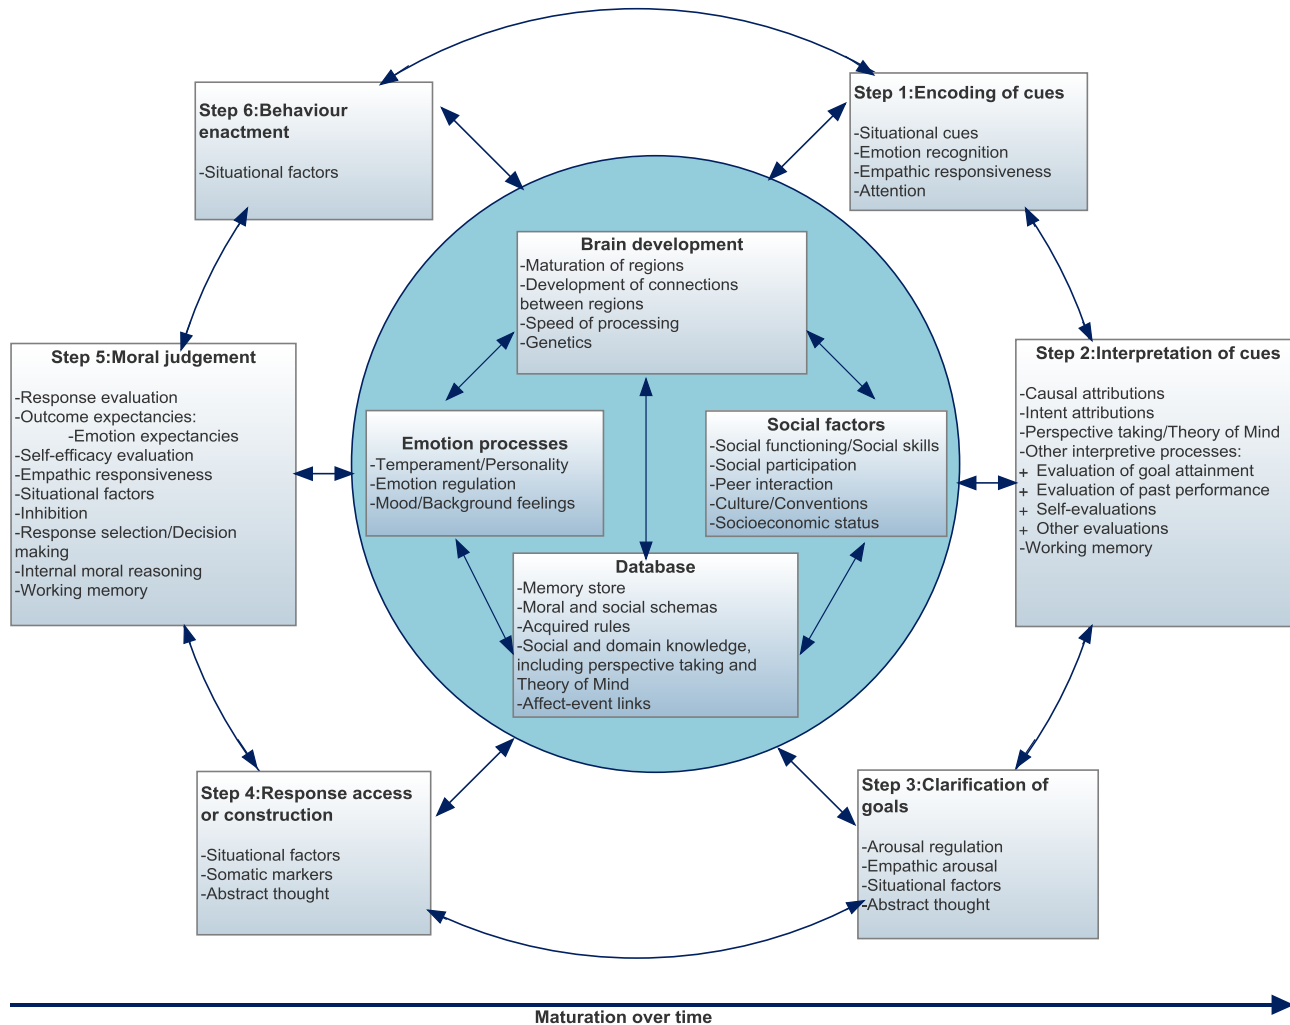 Step 6:Behaviour
enactment
-Situational factors
Step 1:Encoding of cues
-Situational cues
-Emotion recognition
-Empathic responsiveness
-Attention
Brain development
-Maturation of regions
-Development of connections
between regions
-Speed of processing
-Genetics
Step 5:Moral judgement
-Response evaluation
-Outcome expectancies:
-Emotion expectancies
-Self-efficacy evaluation
-Empathic responsiveness
-Situational factors
-Inhibition
-Response selection/Decision
making
-Internal moral reasoning
-Working memory
Emotion processes
-Temperament/Personality
-Emotion regulation
-Mood/Background feelings
Social factors
-Social functioning/Social skills
-Social participation
-Peer interaction
-Culture/Conventions
-Socioeconomic status
Step 2:Interpretation of cues
-Causal attributions
-Intent attributions
-Perspective taking/Theory of Mind
-Other interpretive processes:
+ Evaluation of goal attainment
+ Evaluation of past performance
+ Self-evaluations
+ Other evaluations
-Working memory
Database
-Memory store
-Moral and social schemas
-Acquired rules
-Social and domain knowledge,
including perspective taking and
Theory of Mind
-Affect-event links
Step 4:Response access
or construction
-Situational factors
-Somatic markers
-Abstract thought
Step 3:Clarification of
goals
-Arousal regulation
-Empathic arousal
-Situational factors
-Abstract thought
Maturation over time